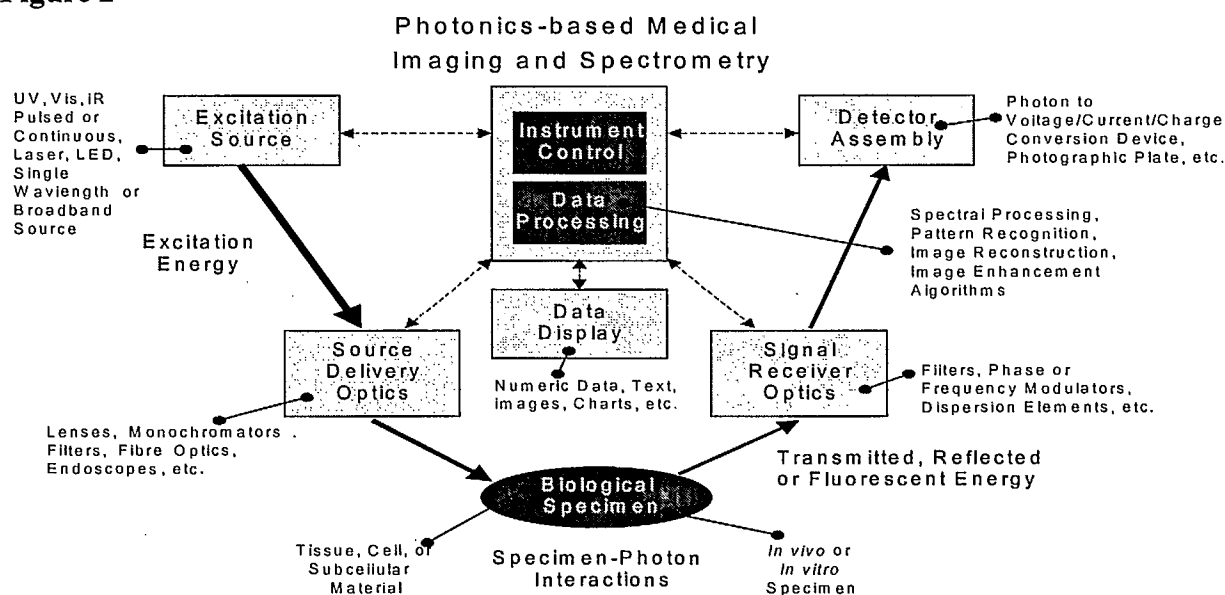 Photonics-based Medical
Imaging and Spectrometry
UV, Vis, IR
Pulsed or
Continuous,
Laser, LED,
Single
Wavlength or
Broadband
Source
Excitation
Source
Instrument
Control
Data
Processing
Detector
Assembly
Photon to
Voltage/Current/Charge
Conversion Device,
Photographic Plate, etc.
Excitation
Energy
Spectral Processing,
Pattern Recognition,
Image Reconstruction,
Image Enhancement
Algorithms
Data
Display
Source
Delivery
Optics
Signal
Receiver
Optics
Numeric Data, Text,
Images, Charts, etc.
Filters, Phase or
Frequency Modulators,
Dispersion Elements, etc.
Lenses, Monochromators
Filters, Fibre Optics,
Endoscopes, etc.
Transmitted, Reflected
or Fluorescent Energy
Biological
Specimen
Tissue, Cell, or
Subcellular
Material
Specimen-Photon
Interactions
In vivo or
In vitro
Specimen